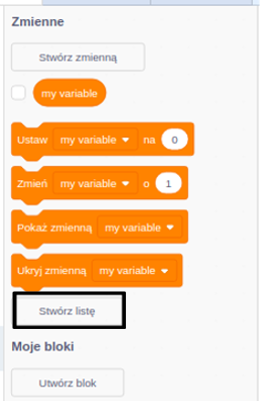 Zmienne
Stwórz zmienną
my variable
Ustaw my variable na 0
Zmień my variable o 1
Pokaż zmienną my variable
Ukryj zmienną my variable
Stwórz listę
Moje bloki
Utwórz blok